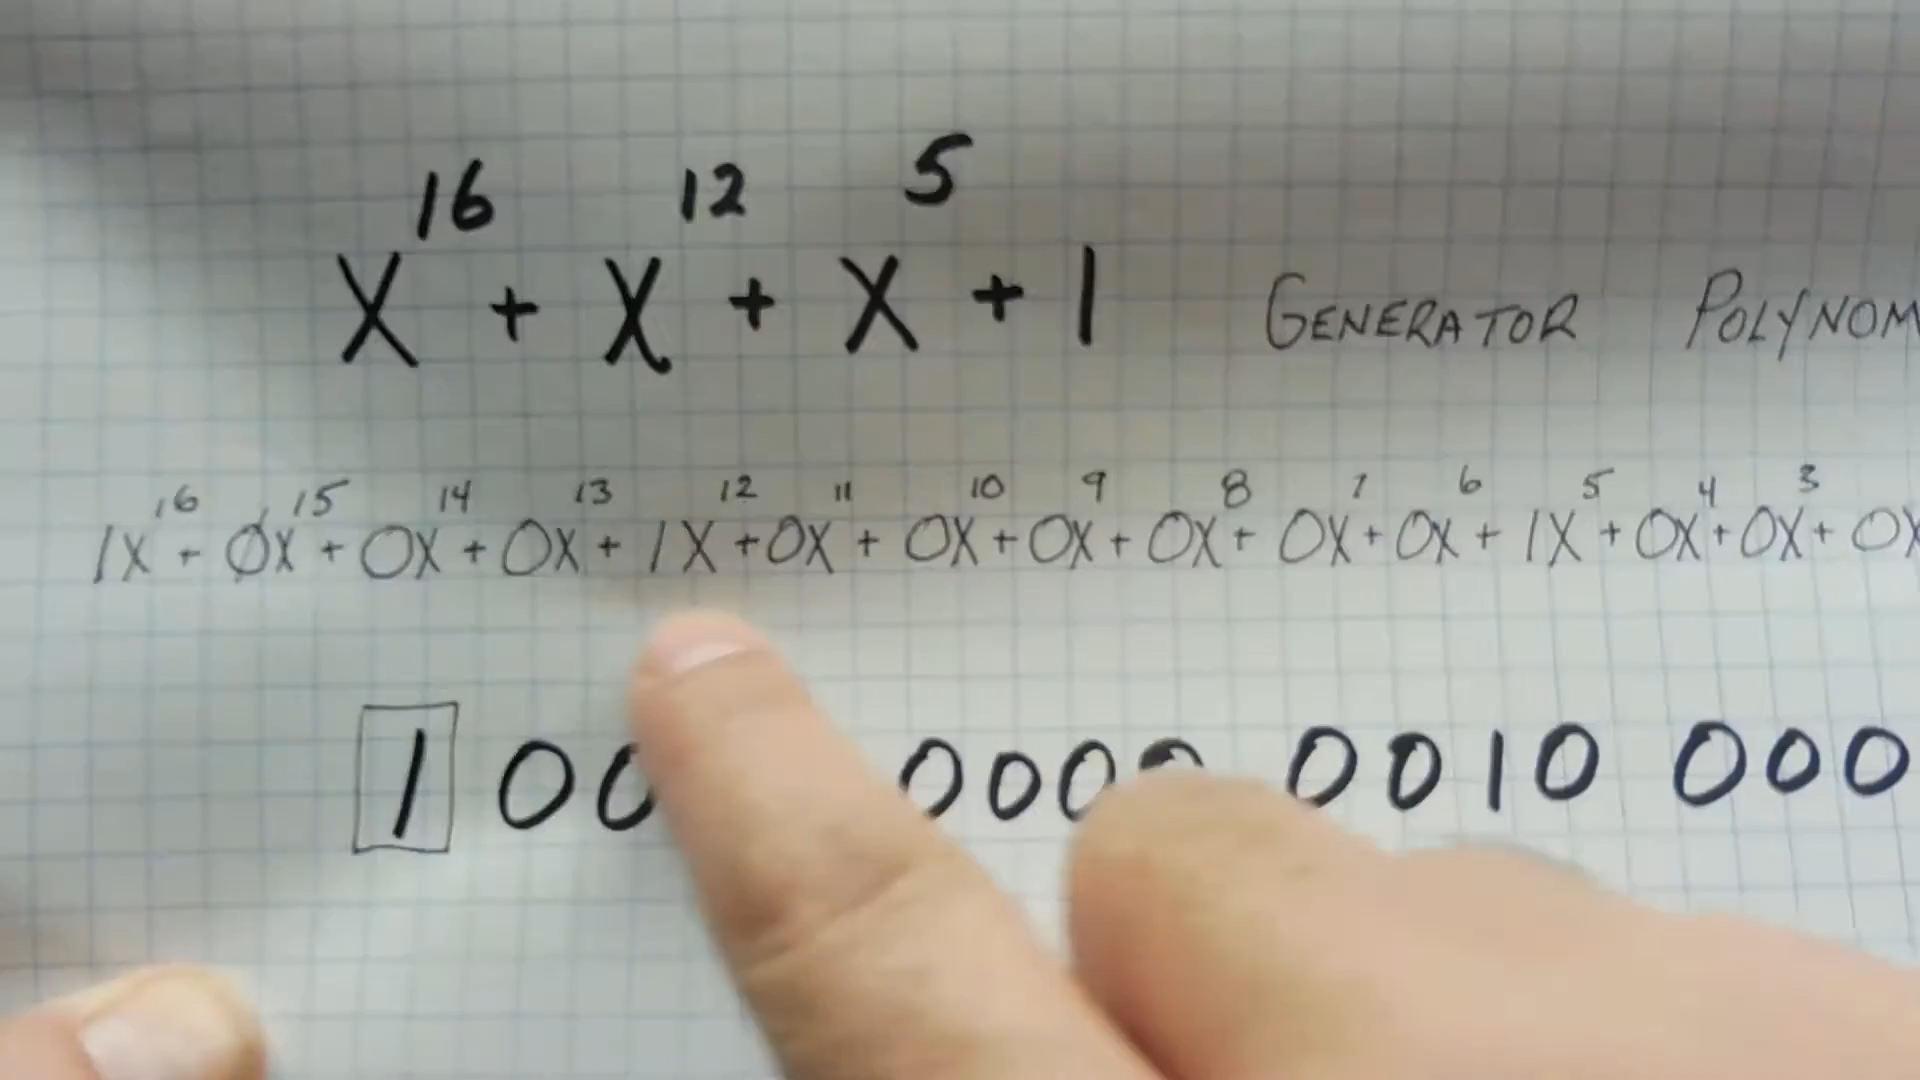 X¹⁶ + X¹² + X⁵ + 1 GENERATOR POLYNOM
1X¹⁶ + 0X¹⁵ + 0X¹⁴ + 0X¹³ + 1X¹² + 0X¹¹ + 0X¹⁰ + 0X⁹ + 0X⁸ + 0X⁷ + 0X⁶ + 1X⁵ + 0X⁴ + 0X³ + 0X
1 00 000 0010 000